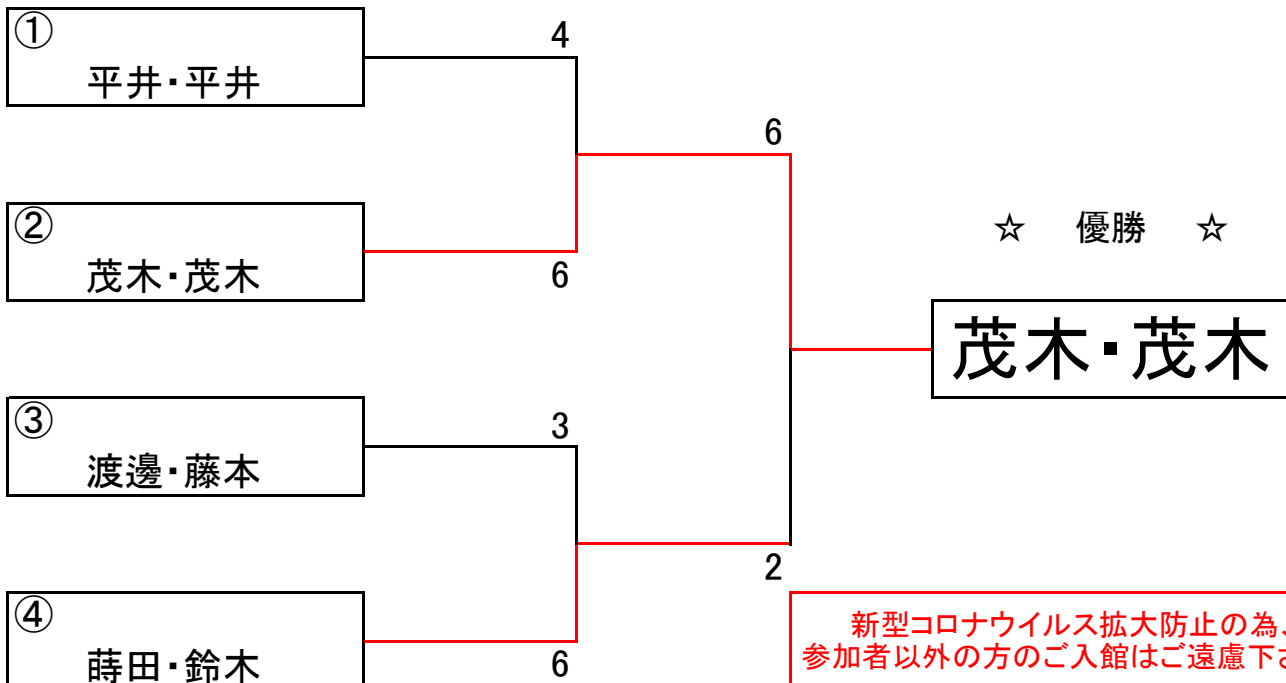 ①
平井・平井
4
②
茂木・茂木
6
6
☆　優勝　☆
茂木・茂木
③
渡邊・藤本
3
④
蒔田・鈴木
6
2
新型コロナウイルス拡大防止の為、
参加者以外の方のご入館はご遠慮下さ